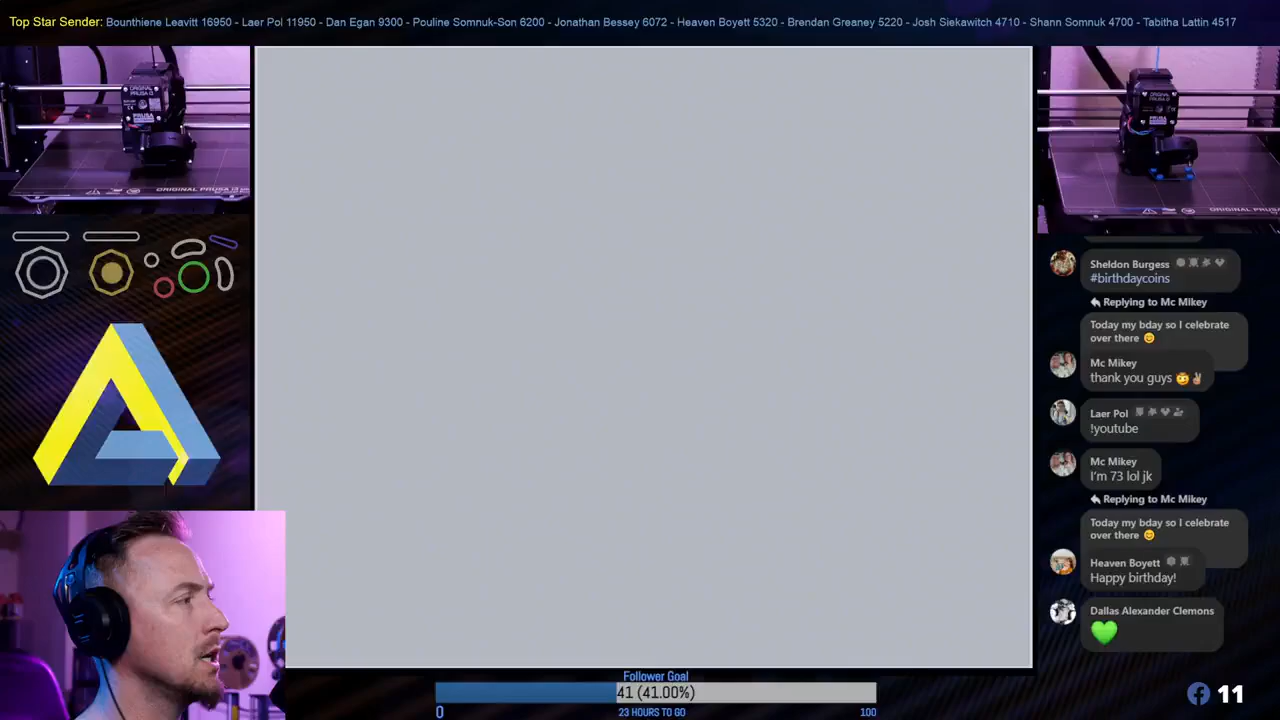 Top Star Sender: Bounthiene Leavitt 16950 - Laer Pol 11950 - Dan Egan 9300 - Pouline Somnuk-Son 6200 - Jonathan Bessey 6072 - Heaven Boyett 5320 - Brendan Greaney 5220 - Josh Siekawitch 4710 - Shann Somnuk 4700 - Tabitha Lattin 4517
ORIGINAL PRUSA
ORIGINAL PRUSA
Sheldon Burgess
#birthdaycoins
Replying to Mc Mikey
Today my bday so I celebrate
over there 😊
Mc Mikey
thank you guys 🤠✌🏼
Laer Pol
!youtube
Mc Mikey
I'm 73 lol jk
Replying to Mc Mikey
Today my bday so I celebrate
over there 😊
Heaven Boyett
Happy birthday!
Dallas Alexander Clemons
💚
Follower Goal
41 (41.00%)
0 23 HOURS TO GO 100
11